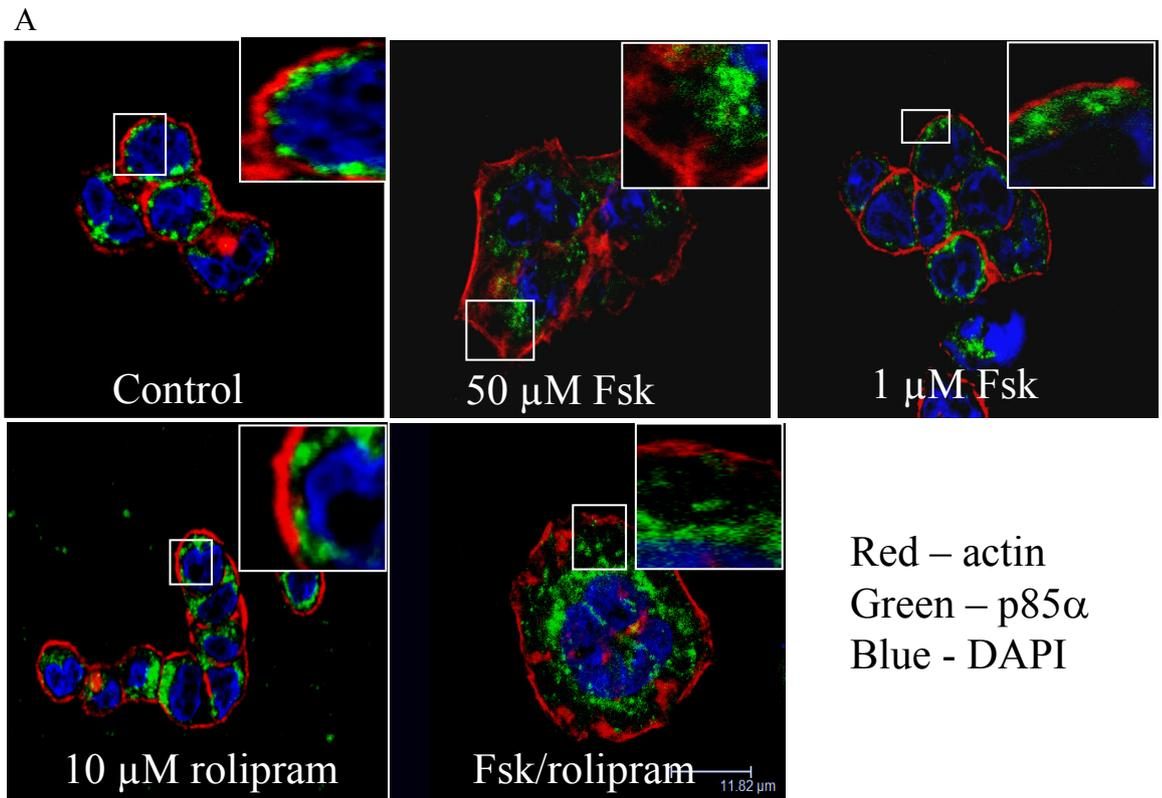 A
Control
50 µM Fsk
1 µM Fsk
10 µM rolipram
Fsk/rolipram
11.82 µm
Red – actin
Green – p85α
Blue - DAPI